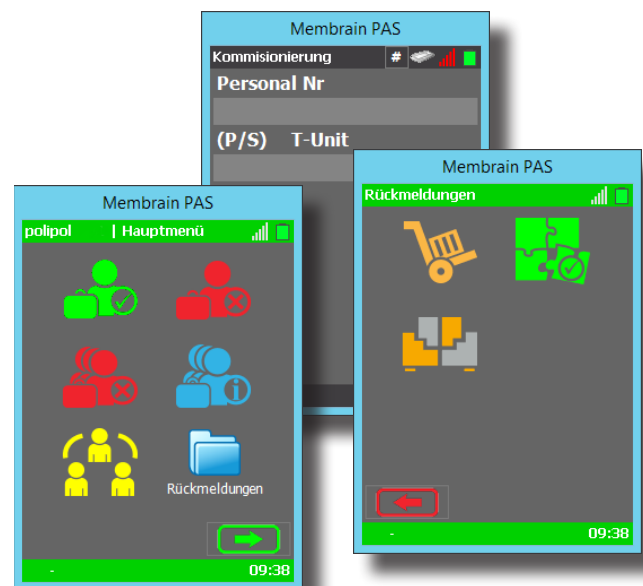 Membrain PAS
Kommisionierung #
Personal Nr
(P/S) T-Unit
Membrain PAS
Rückmeldungen
- 09:38
Membrain PAS
polipol | Hauptmenü
Rückmeldungen
- 09:38